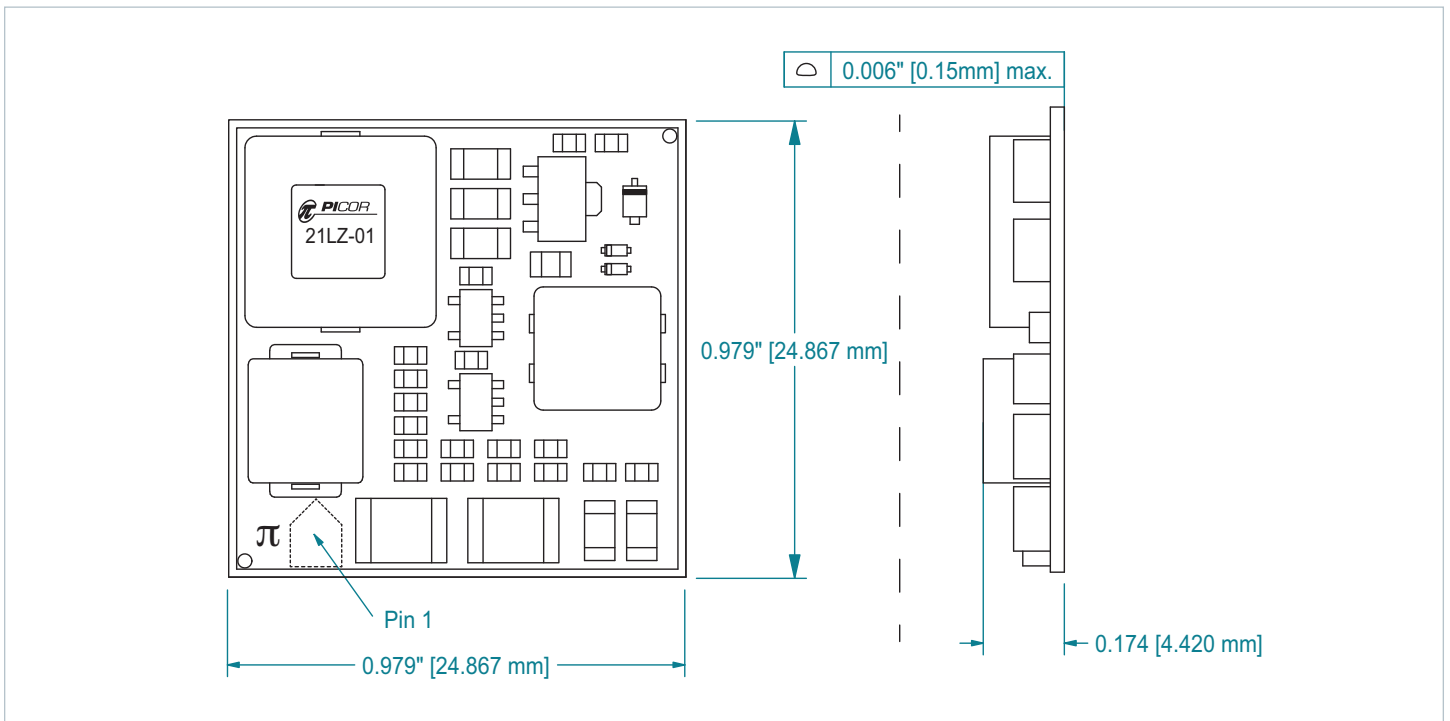 0.006" [0.15mm] max.
π PICOR
21LZ-01
0.979" [24.867 mm]
π
Pin 1
0.979" [24.867 mm]
0.174 [4.420 mm]